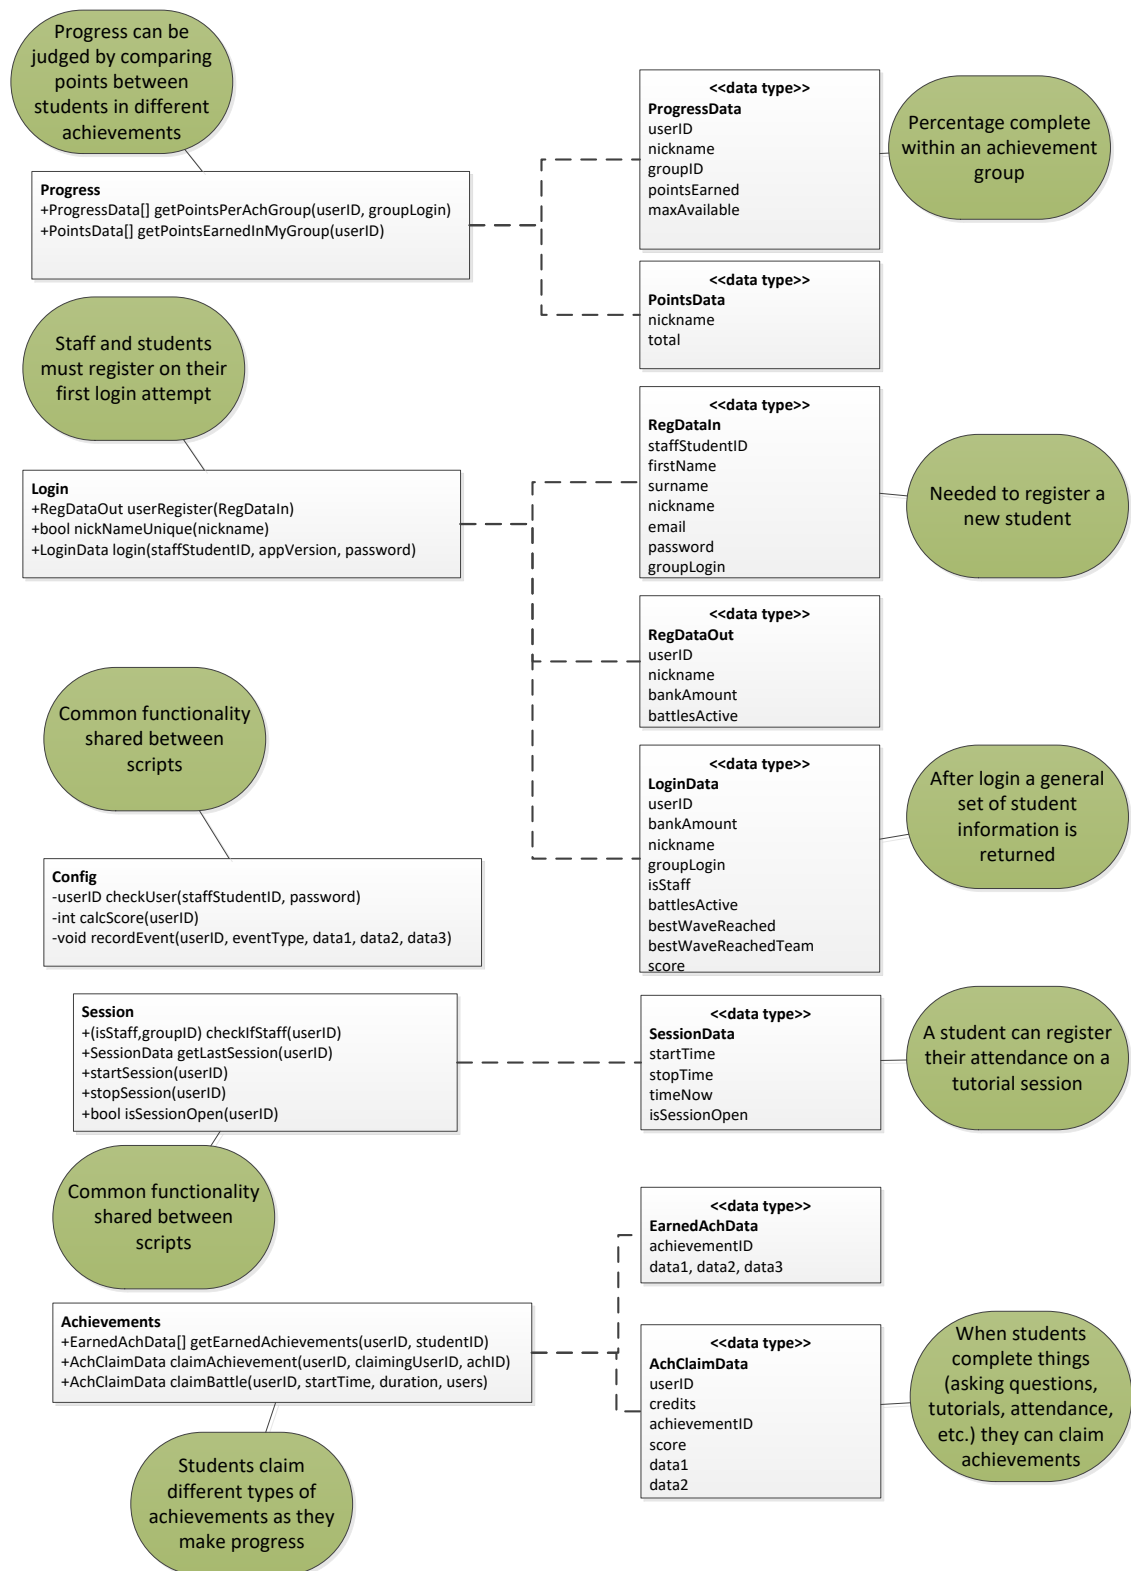 Progress can be
judged by comparing
points between
students in different
achievements
<<data type>>
ProgressData
userID
nickname
groupID
pointsEarned
maxAvailable
Percentage complete
within an achievement
group
Progress
+ProgressData[] getPointsPerAchGroup(userID, groupLogin)
+PointsData[] getPointsEarnedInMyGroup(userID)
<<data type>>
PointsData
nickname
total
Staff and students
must register on their
first login attempt
<<data type>>
RegDataIn
staffStudentID
firstName
surname
nickname
email
password
groupLogin
Needed to register a
new student
Login
+RegDataOut userRegister(RegDataIn)
+bool nickNameUnique(nickname)
+LoginData login(staffStudentID, appVersion, password)
<<data type>>
RegDataOut
userID
nickname
bankAmount
battlesActive
Common functionality
shared between
scripts
<<data type>>
LoginData
userID
bankAmount
nickname
groupLogin
isStaff
battlesActive
bestWaveReached
bestWaveReachedTeam
score
After login a general
set of student
information is
returned
Config
-userID checkUser(staffStudentID, password)
-int calcScore(userID)
-void recordEvent(userID, eventType, data1, data2, data3)
Session
+(isStaff,groupID) checkIfStaff(userID)
+SessionData getLastSession(userID)
+startSession(userID)
+stopSession(userID)
+bool isSessionOpen(userID)
<<data type>>
SessionData
startTime
stopTime
timeNow
isSessionOpen
A student can register
their attendance on a
tutorial session
Common functionality
shared between
scripts
<<data type>>
EarnedAchData
achievementID
data1, data2, data3
Achievements
+EarnedAchData[] getEarnedAchievements(userID, studentID)
+AchClaimData claimAchievement(userID, claimingUserID, achID)
+AchClaimData claimBattle(userID, startTime, duration, users)
<<data type>>
AchClaimData
userID
credits
achievementID
score
data1
data2
When students
complete things
(asking questions,
tutorials, attendance,
etc.) they can claim
achievements
Students claim
different types of
achievements as they
make progress